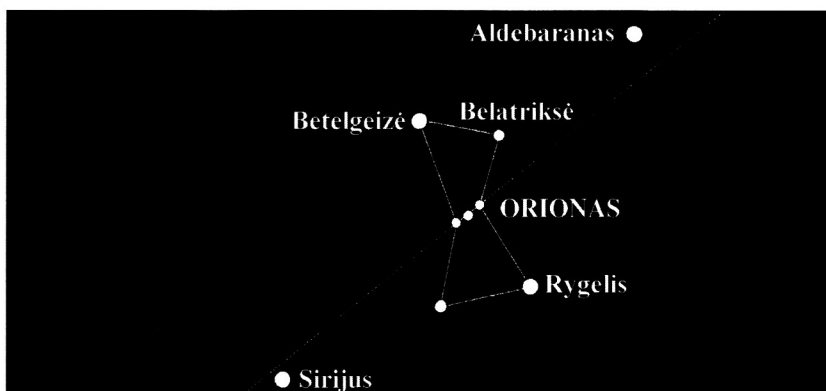 Aldebaranas
Betelgeizė
Belatriksė
ORIONAS
Rygelis
Sirijus